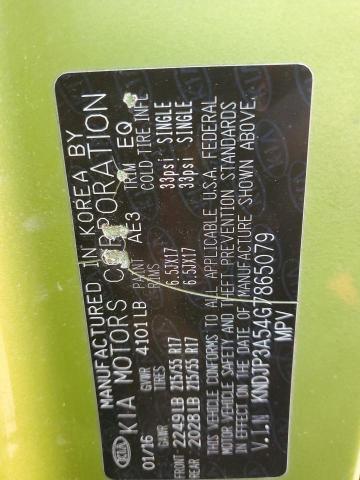 MANUFACTURED IN KOREA BY
KIA MOTORS CORPORATION
KIA
01/16 GVWR 4101LB PAINT AE3 TRIM EQ
GAWR TIRES RIMS COLD TIRE INFL
FRONT 2249LB 215/55 R17 6.5JX17 33psi SINGLE
REAR 2028LB 215/55 R17 6.5JX17 33psi SINGLE
THIS VEHICLE CONFORMS TO ALL APPLICABLE U.S.A. FEDERAL
MOTOR VEHICLE SAFETY AND THEFT PREVENTION STANDARDS
IN EFFECT ON THE DATE OF MANUFACTURE SHOWN ABOVE.
V.I.N KNDJP3A54G7865079
MPV